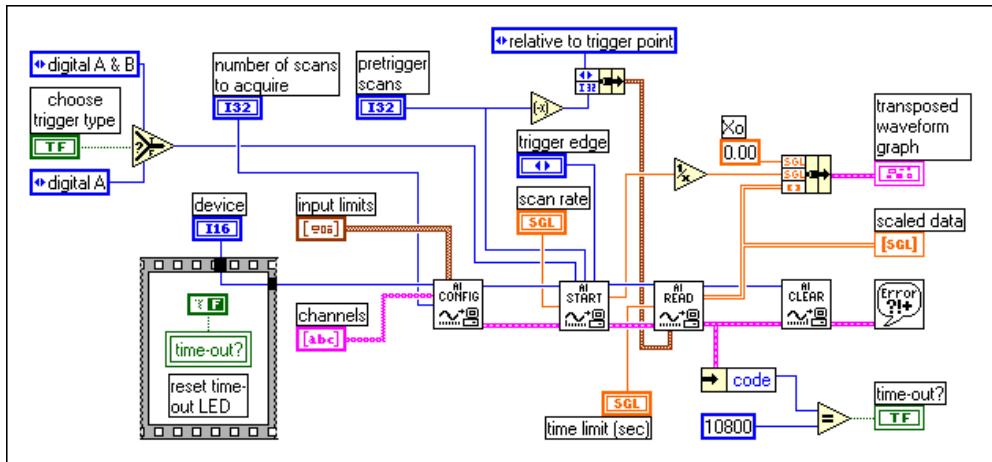 digital A & B
choose
trigger type
TF
digital A
number of scans
to acquire
I32
pretrigger
scans
I32
relative to trigger point
I32
(-x)
trigger edge
scan rate
SGL
1/x
Xo
0.00
SGL
SGL
transposed
waveform
graph
scaled data
[SGL]
device
I16
input limits
channels
[abc]
? T F
F
time-out?
reset time-
out LED
AI
CONFIG
AI
START
AI
READ
AI
CLEAR
Error
?!+
SGL
time limit (sec)
code
10800
=
time-out?
TF